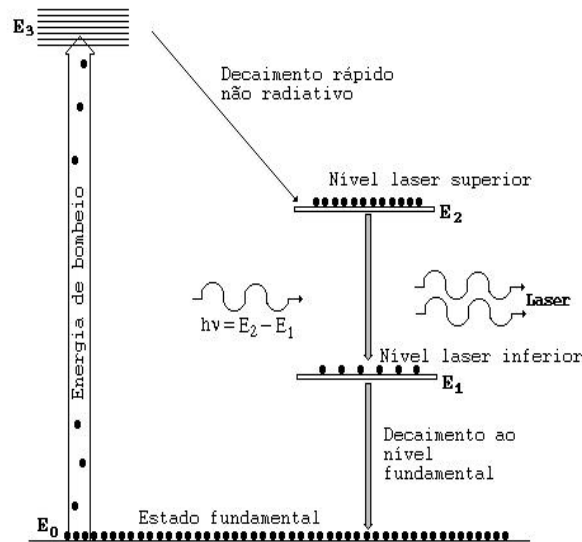 E3
Decaimento rápido
não radiativo
Nível laser superior
E2
Energia de bombeio
hν=E2−E1
Laser
Nível laser inferior
E1
Decaimento ao
nível
fundamental
Estado fundamental
E0